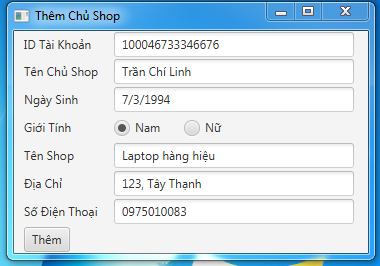 Thêm Chủ Shop
ID Tài Khoản 100046733346676
Tên Chủ Shop Trần Chí Linh
Ngày Sinh 7/3/1994
Giới Tính Nam Nữ
Tên Shop Laptop hàng hiệu
Địa Chỉ 123, Tây Thạnh
Số Điện Thoại 0975010083
Thêm